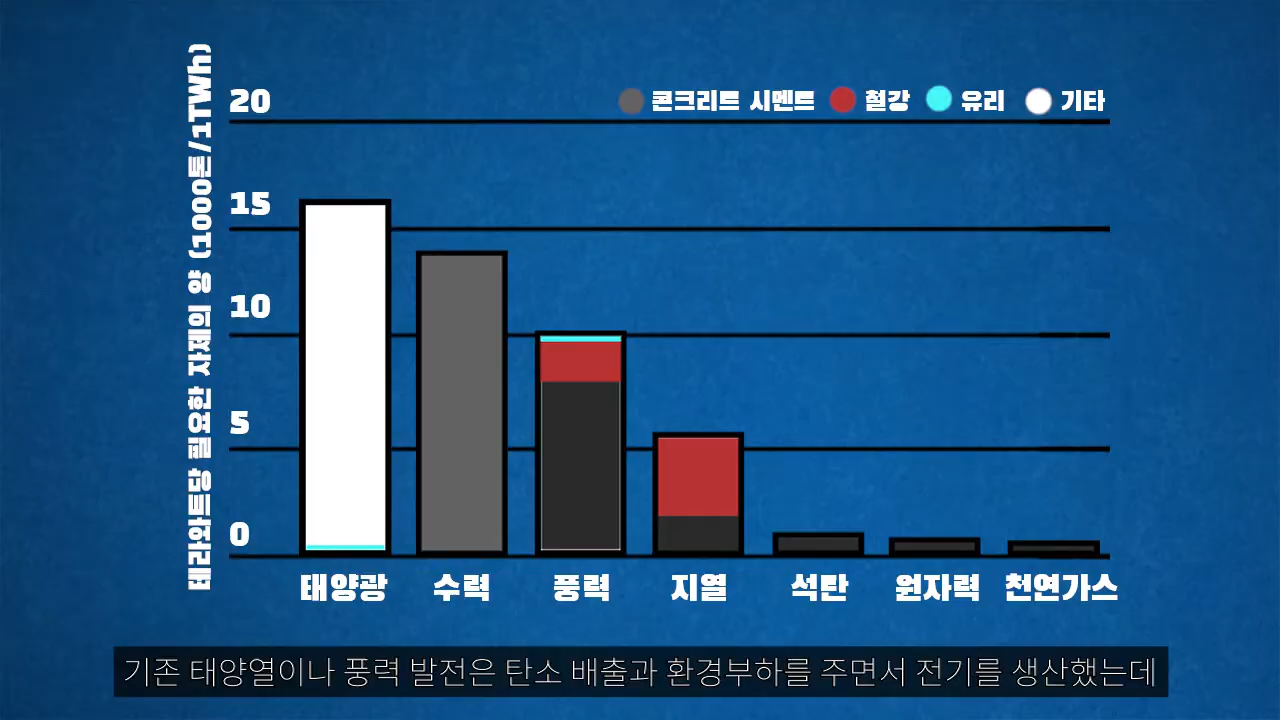 테라와트당 필요한 자재의 양 (1000톤/1TWh)
콘크리트 시멘트 철강 유리 기타
20
15
10
5
0
태양광 수력 풍력 지열 석탄 원자력 천연가스
기존 태양열이나 풍력 발전은 탄소 배출과 환경부하를 주면서 전기를 생산했는데